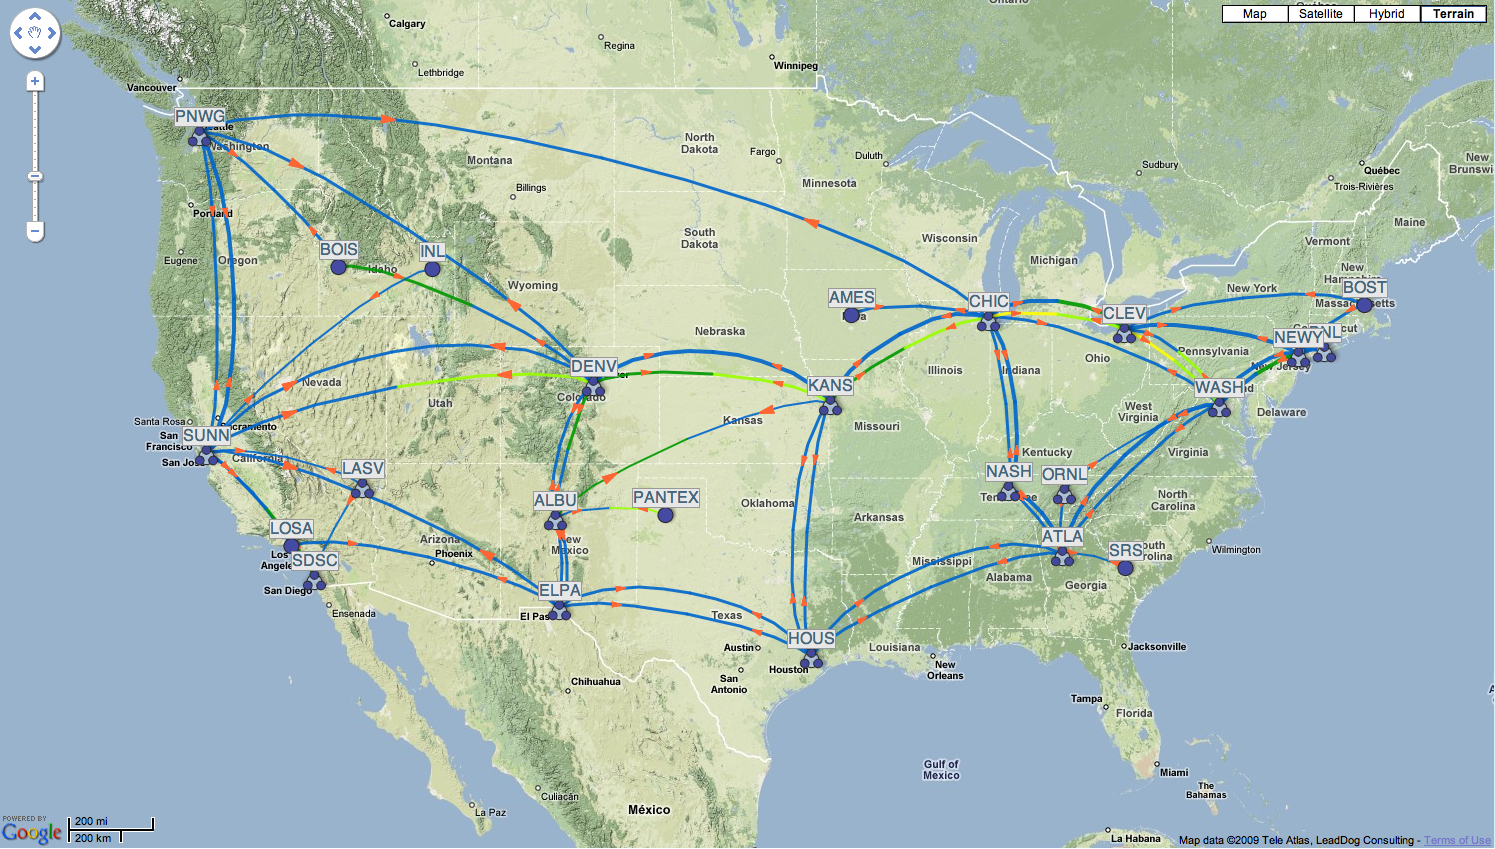 Map
Satellite
Hybrid
Terrain
Calgary
Regina
Lethbridge
Winnipeg
Vancouver
PNWG
Washington
Montana
North
Dakota
Fargo
Duluth
Sudbury
Québec
Trois-Rivières
New
Maine
Minnesota
Billings
Portland
BOIS
INL
Idaho
Eugene
Oregon
South
Dakota
Wisconsin
Michigan
Vermont
New
BOST
New York
Wyoming
AMES
CHIC
CLEV
NEWY
Nebraska
Ohio
Pennsylvania
New Jersey
DENV
KANS
WASH
Illinois
Indiana
Nevada
Utah
Colorado
Kansas
Missouri
West
Virginia
Delaware
Santa Rosa
Sacramento
San
Francisco
SUNN
San Jos
California
LASV
Kentucky
Virginia
NASH
ORNL
ALBU
PANTEX
Oklahoma
Arkansas
North
Carolina
LOSA
Los
Angele
SDSC
Arizona
Phoenix
New
Mexico
ATLA
SRS
Wilmington
Mississippi
Alabama
Georgia
San Diego
Ensenada
ELPA
El Pas
Texas
HOUS
Austin
Houston
Louisiana
New
Orleans
Jacksonville
San
Antonio
Chihuahua
Tampa
Florida
Gulf of
Mexico
Miami
The
Bahamas
Culiacán
La Paz
México
La Habana
POWERED BY
Google
200 mi
200 km
Map data ©2009 Tele Atlas, LeadDog Consulting - Terms of Use